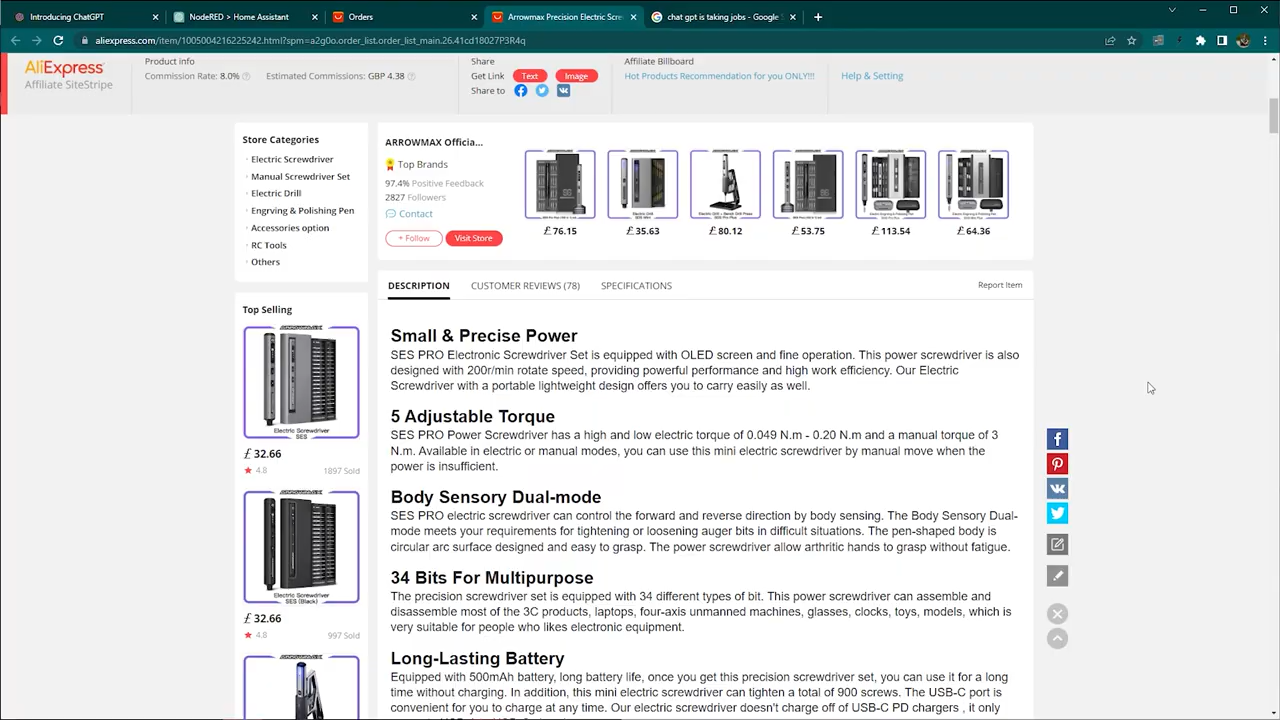 Introducing ChatGPT
NodeRED > Home Assistant
Orders
Arrowmax Precision Electric Scre
chat gpt is taking jobs - Google
aliexpress.com/item/1005004216225242.html?spm=a2g0o.order_list.order_list_main.26.41cd18027P3R4q
AliExpress
Affiliate SiteStripe
Product info
Commission Rate: 8.0%
Estimated Commissions: GBP 4.38
Share
Get Link
Text
Image
Share to
Affiliate Billboard
Hot Products Recommendation for you ONLY!!!
Help & Setting
Store Categories
Electric Screwdriver
Manual Screwdriver Set
Electric Drill
Engrving & Polishing Pen
Accessories option
RC Tools
Others
ARROWMAX Officia...
Top Brands
97.4% Positive Feedback
2827 Followers
Contact
+ Follow
Visit Store
£ 76.15
£ 35.63
£ 80.12
£ 53.75
£ 113.54
£ 64.36
Top Selling
ARROWMAX
Electric Screwdriver
SES
£ 32.66
4.8
1897 Sold
ARROWMAX
Electric Screwdriver
SES (Black)
£ 32.66
4.8
997 Sold
ARROWMAX
DESCRIPTION
CUSTOMER REVIEWS (78)
SPECIFICATIONS
Report Item
Small & Precise Power
SES PRO Electronic Screwdriver Set is equipped with OLED screen and fine operation. This power screwdriver is also
designed with 200r/min rotate speed, providing powerful performance and high work efficiency. Our Electric
Screwdriver with a portable lightweight design offers you to carry easily as well.
5 Adjustable Torque
SES PRO Power Screwdriver has a high and low electric torque of 0.049 N.m - 0.20 N.m and a manual torque of 3
N.m. Available in electric or manual modes, you can use this mini electric screwdriver by manual move when the
power is insufficient.
Body Sensory Dual-mode
SES PRO electric screwdriver can control the forward and reverse direction by body sensing. The Body Sensory Dual-
mode meets your requirements for tightening or loosening auger bits in difficult situations. The pen-shaped body is
circular arc surface designed and easy to grasp. The power screwdriver allow arthritic hands to grasp without fatigue.
34 Bits For Multipurpose
The precision screwdriver set is equipped with 34 different types of bit. This power screwdriver can assemble and
disassemble most of the 3C products, laptops, four-axis unmanned machines, glasses, clocks, toys, models, which is
very suitable for people who likes electronic equipment.
Long-Lasting Battery
Equipped with 500mAh battery, long battery life, once you get this precision screwdriver set, you can use it for a long
time without charging. In addition, this mini electric screwdriver can tighten a total of 900 screws. The USB-C port is
convenient for you to charge at any time. Our electric screwdriver doesn't charge off of USB-C PD chargers , it only